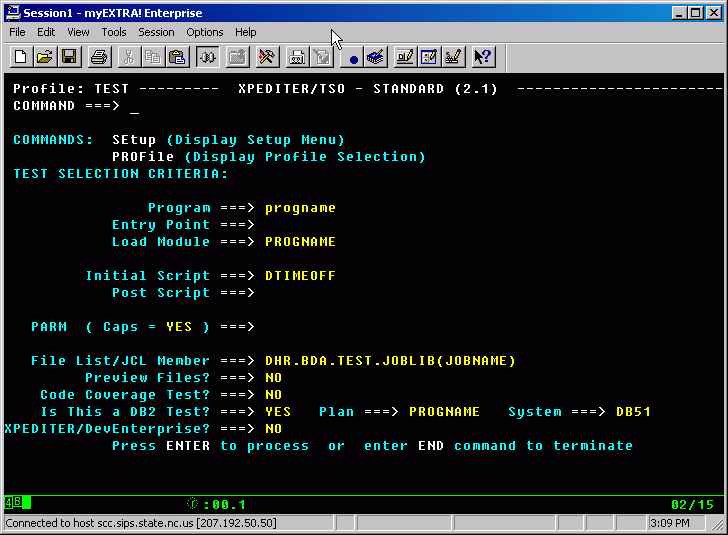 Session1 - myEXTRA! Enterprise
File Edit View Tools Session Options Help
Profile: TEST --------- XPEDITER/TSO - STANDARD (2.1) -----------------------
COMMAND ===> _
COMMANDS: SEtup (Display Setup Menu)
PROFile (Display Profile Selection)
TEST SELECTION CRITERIA:
Program ===> progname
Entry Point ===>
Load Module ===> PROGNAME
Initial Script ===> DTIMEOFF
Post Script ===>
PARM ( Caps = YES ) ===>
File List/JCL Member ===> DHR.BDA.TEST.JOBLIB(JOBNAME)
Preview Files? ===> NO
Code Coverage Test? ===> NO
Is This a DB2 Test? ===> YES Plan ===> PROGNAME System ===> DB51
XPEDITER/DevEnterprise? ===> NO
Press ENTER to process or enter END command to terminate
4B :00.1 02/15
Connected to host scc.sips.state.nc.us [207.192.50.50] 3:09 PM